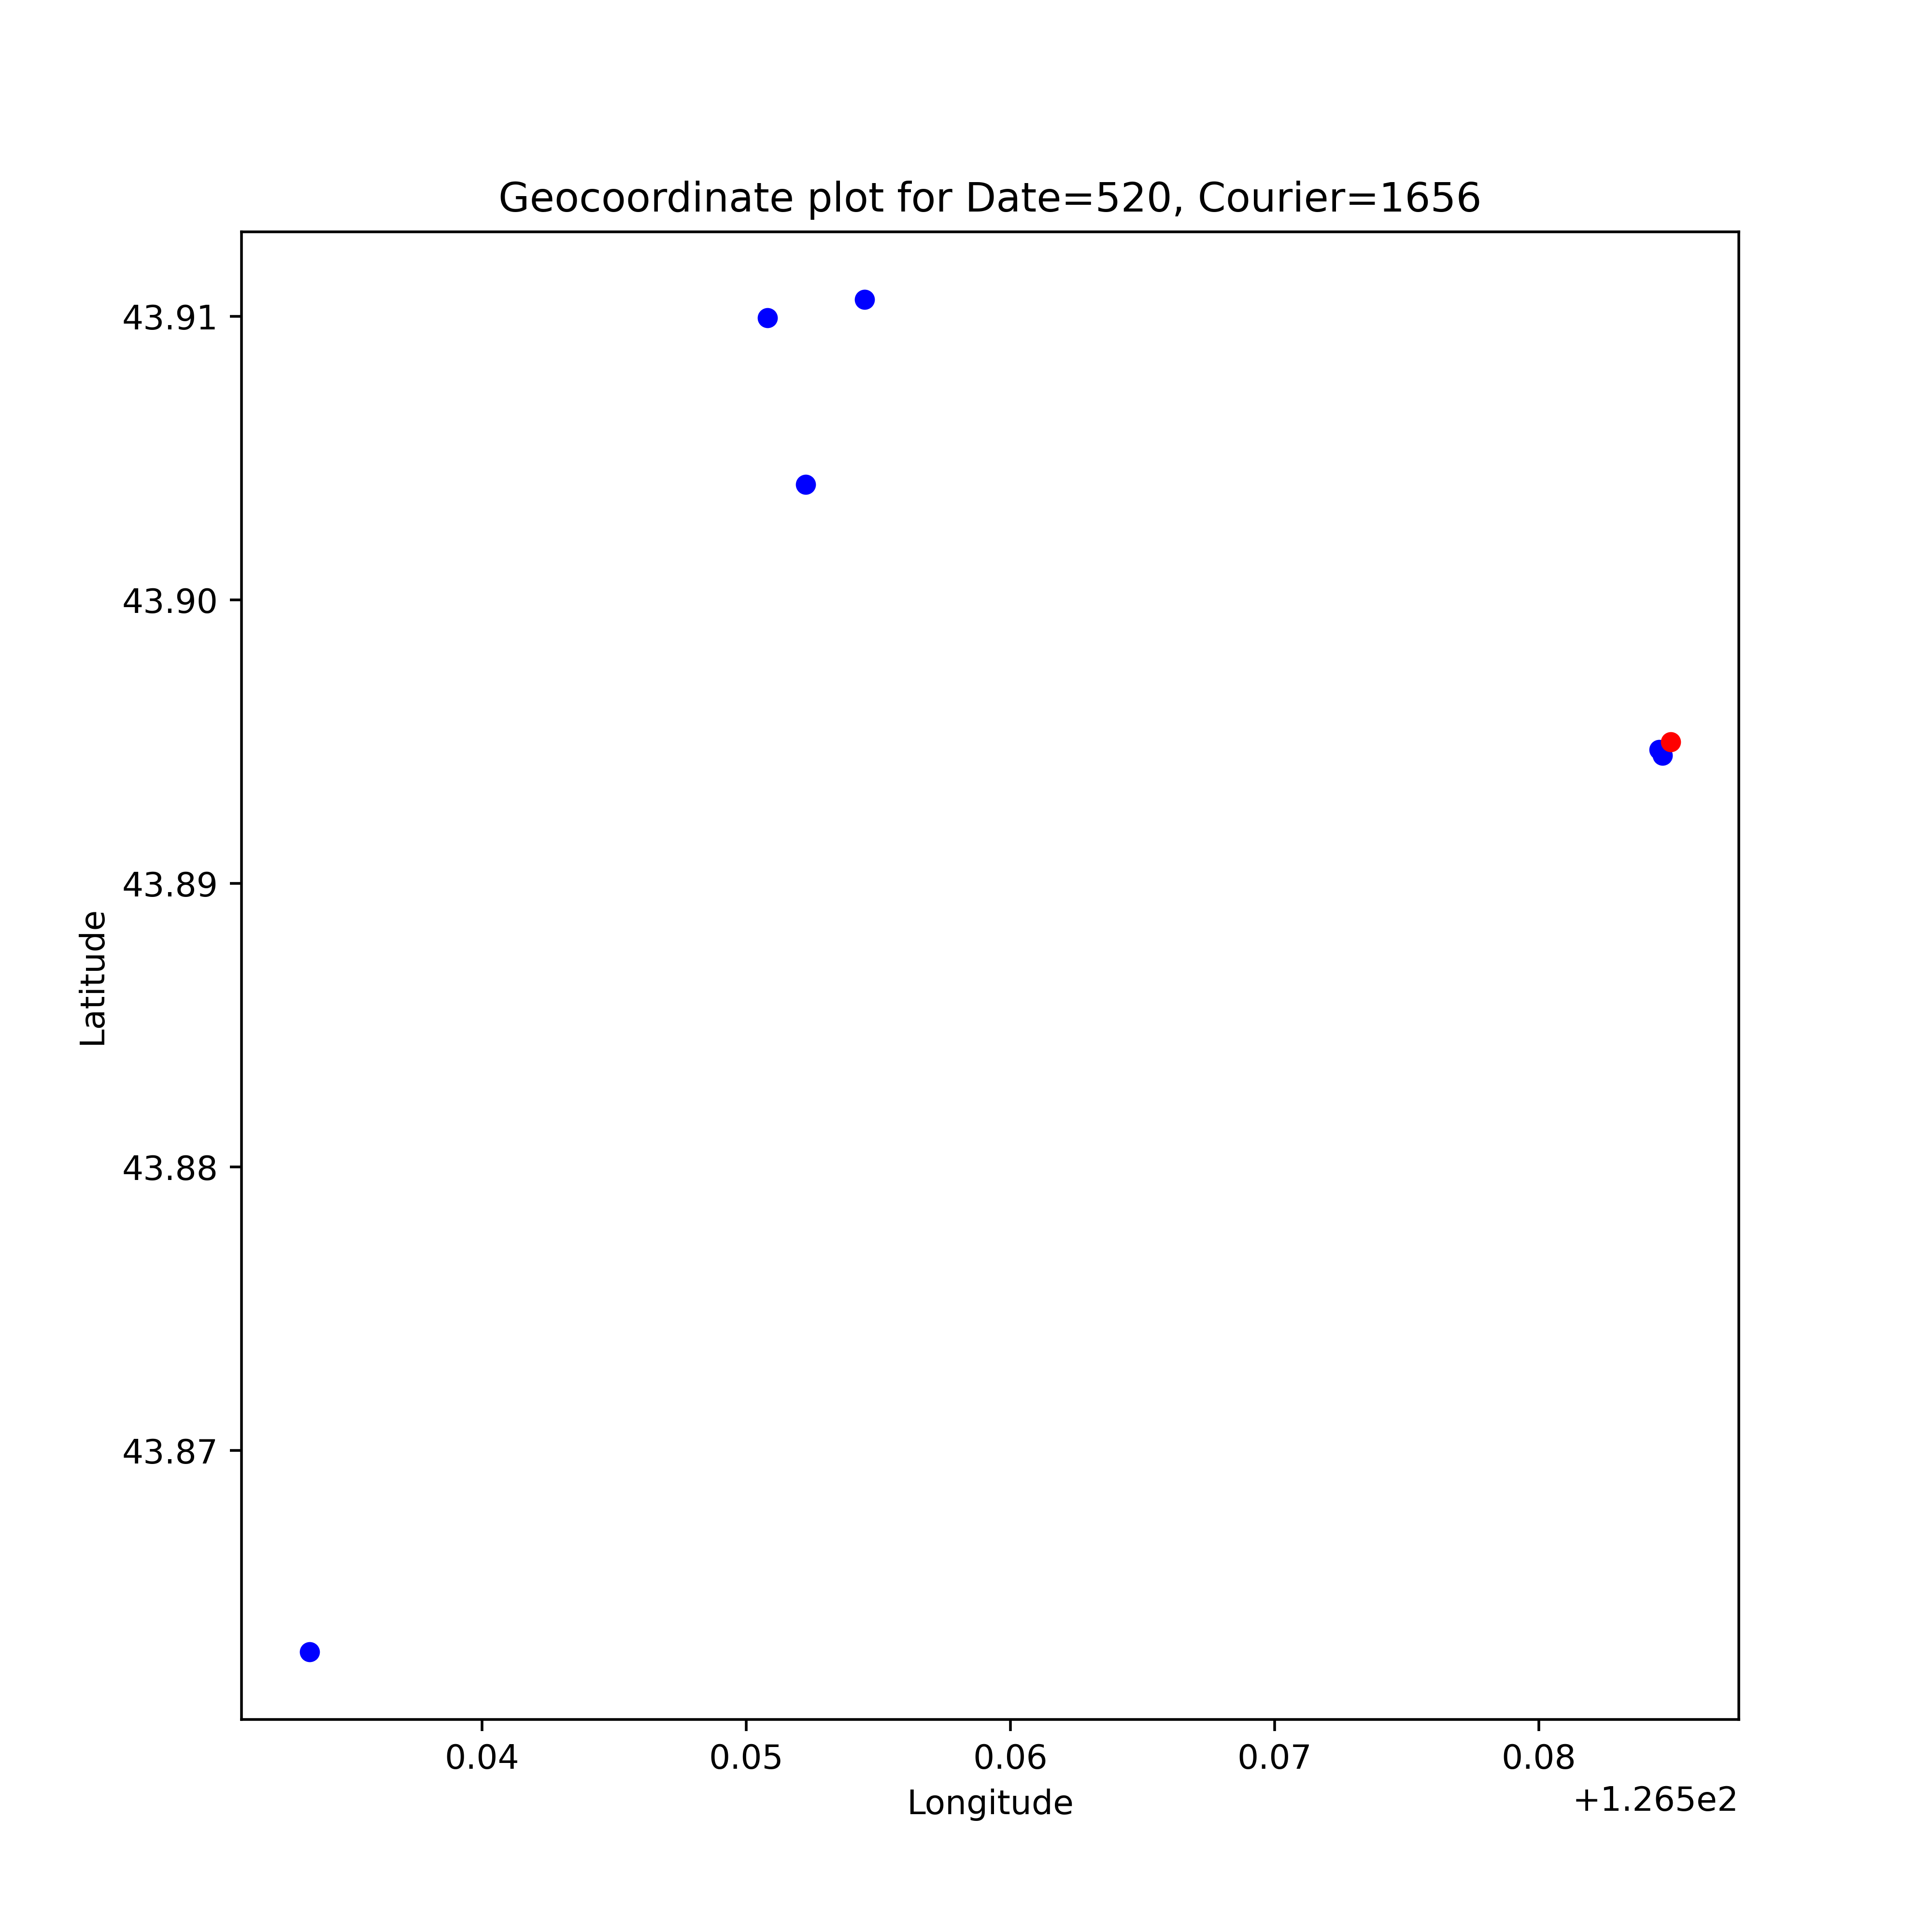 Geocoordinate plot for Date=520, Courier=1656
43.91
43.90
43.89
43.88
43.87
Latitude
0.04 0.05 0.06 0.07 0.08
+1.265e2
Longitude